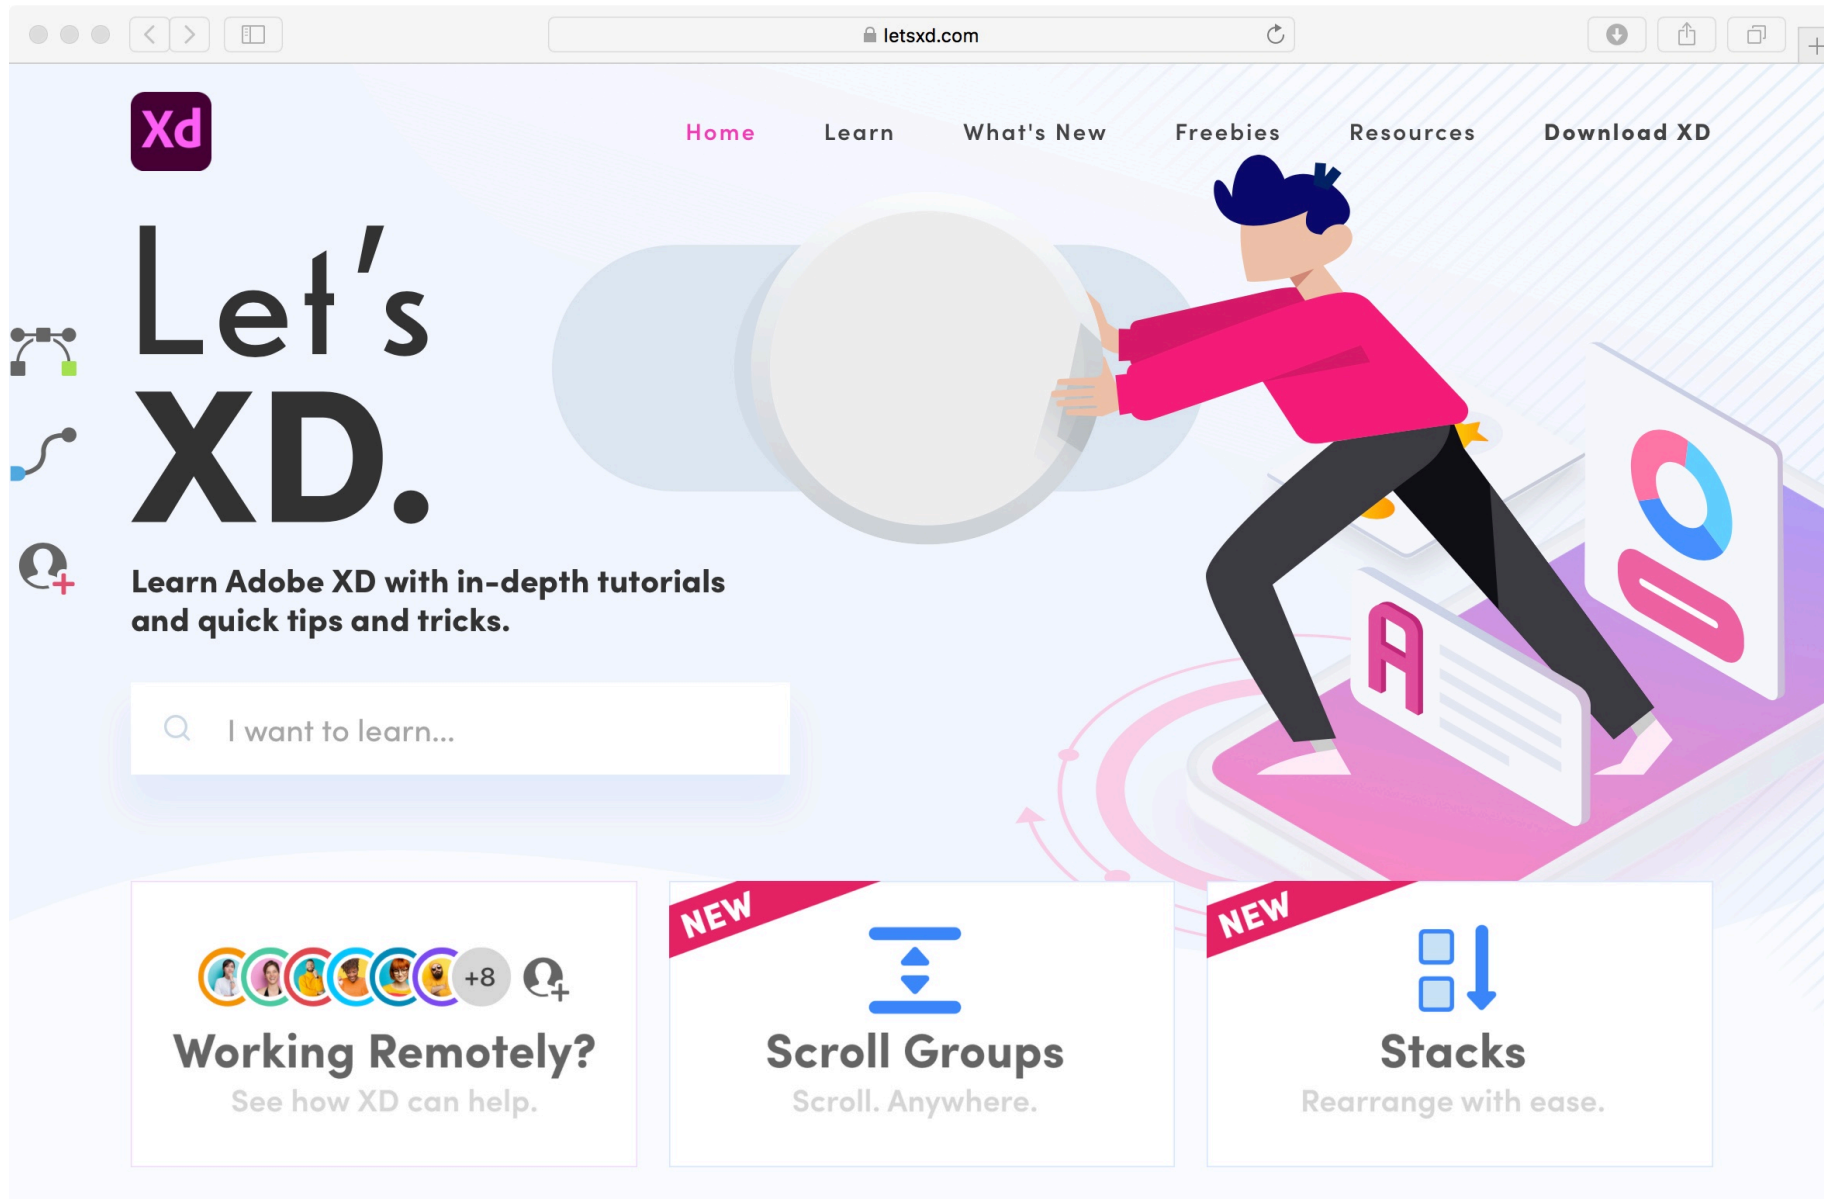 letsxd.com
Xd
Home Learn What's New Freebies Resources Download XD
Let's
XD.
Learn Adobe XD with in-depth tutorials
and quick tips and tricks.
I want to learn...
A
+8
Working Remotely?
See how XD can help.
NEW
Scroll Groups
Scroll. Anywhere.
NEW
Stacks
Rearrange with ease.